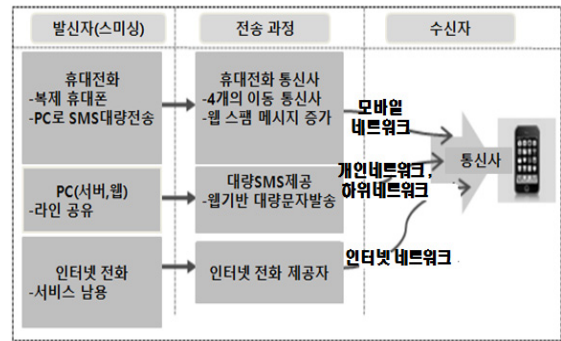 발신자(스미싱)
전송 과정
수신자
휴대전화
-복제 휴대폰
-PC로 SMS대량전송
휴대전화 통신사
-4개의 이동 통신사
-웹 스팸 메시지 증가
모바일
네트워크
PC(서버,웹)
-라인 공유
대량SMS제공
-웹기반 대량문자발송
개인네트워크,
하위네트워크
통신사
인터넷 전화
-서비스 남용
인터넷 전화 제공자
인터넷 네트워크